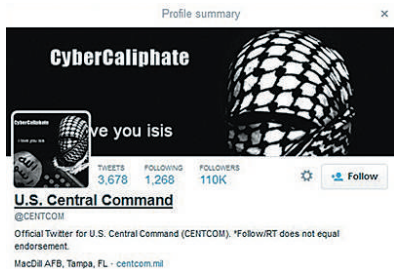 Profile summary ×
CyberCaliphate
CyberCaliphate
i love you isis
ve you isis
TWEETS FOLLOWING FOLLOWERS
3,678 1,268 110K
Follow
U.S. Central Command
@CENTCOM
Official Twitter for U.S. Central Command (CENTCOM). *Follow/RT does not equal
endorsement.
MacDill AFB, Tampa, FL · centcom.mil